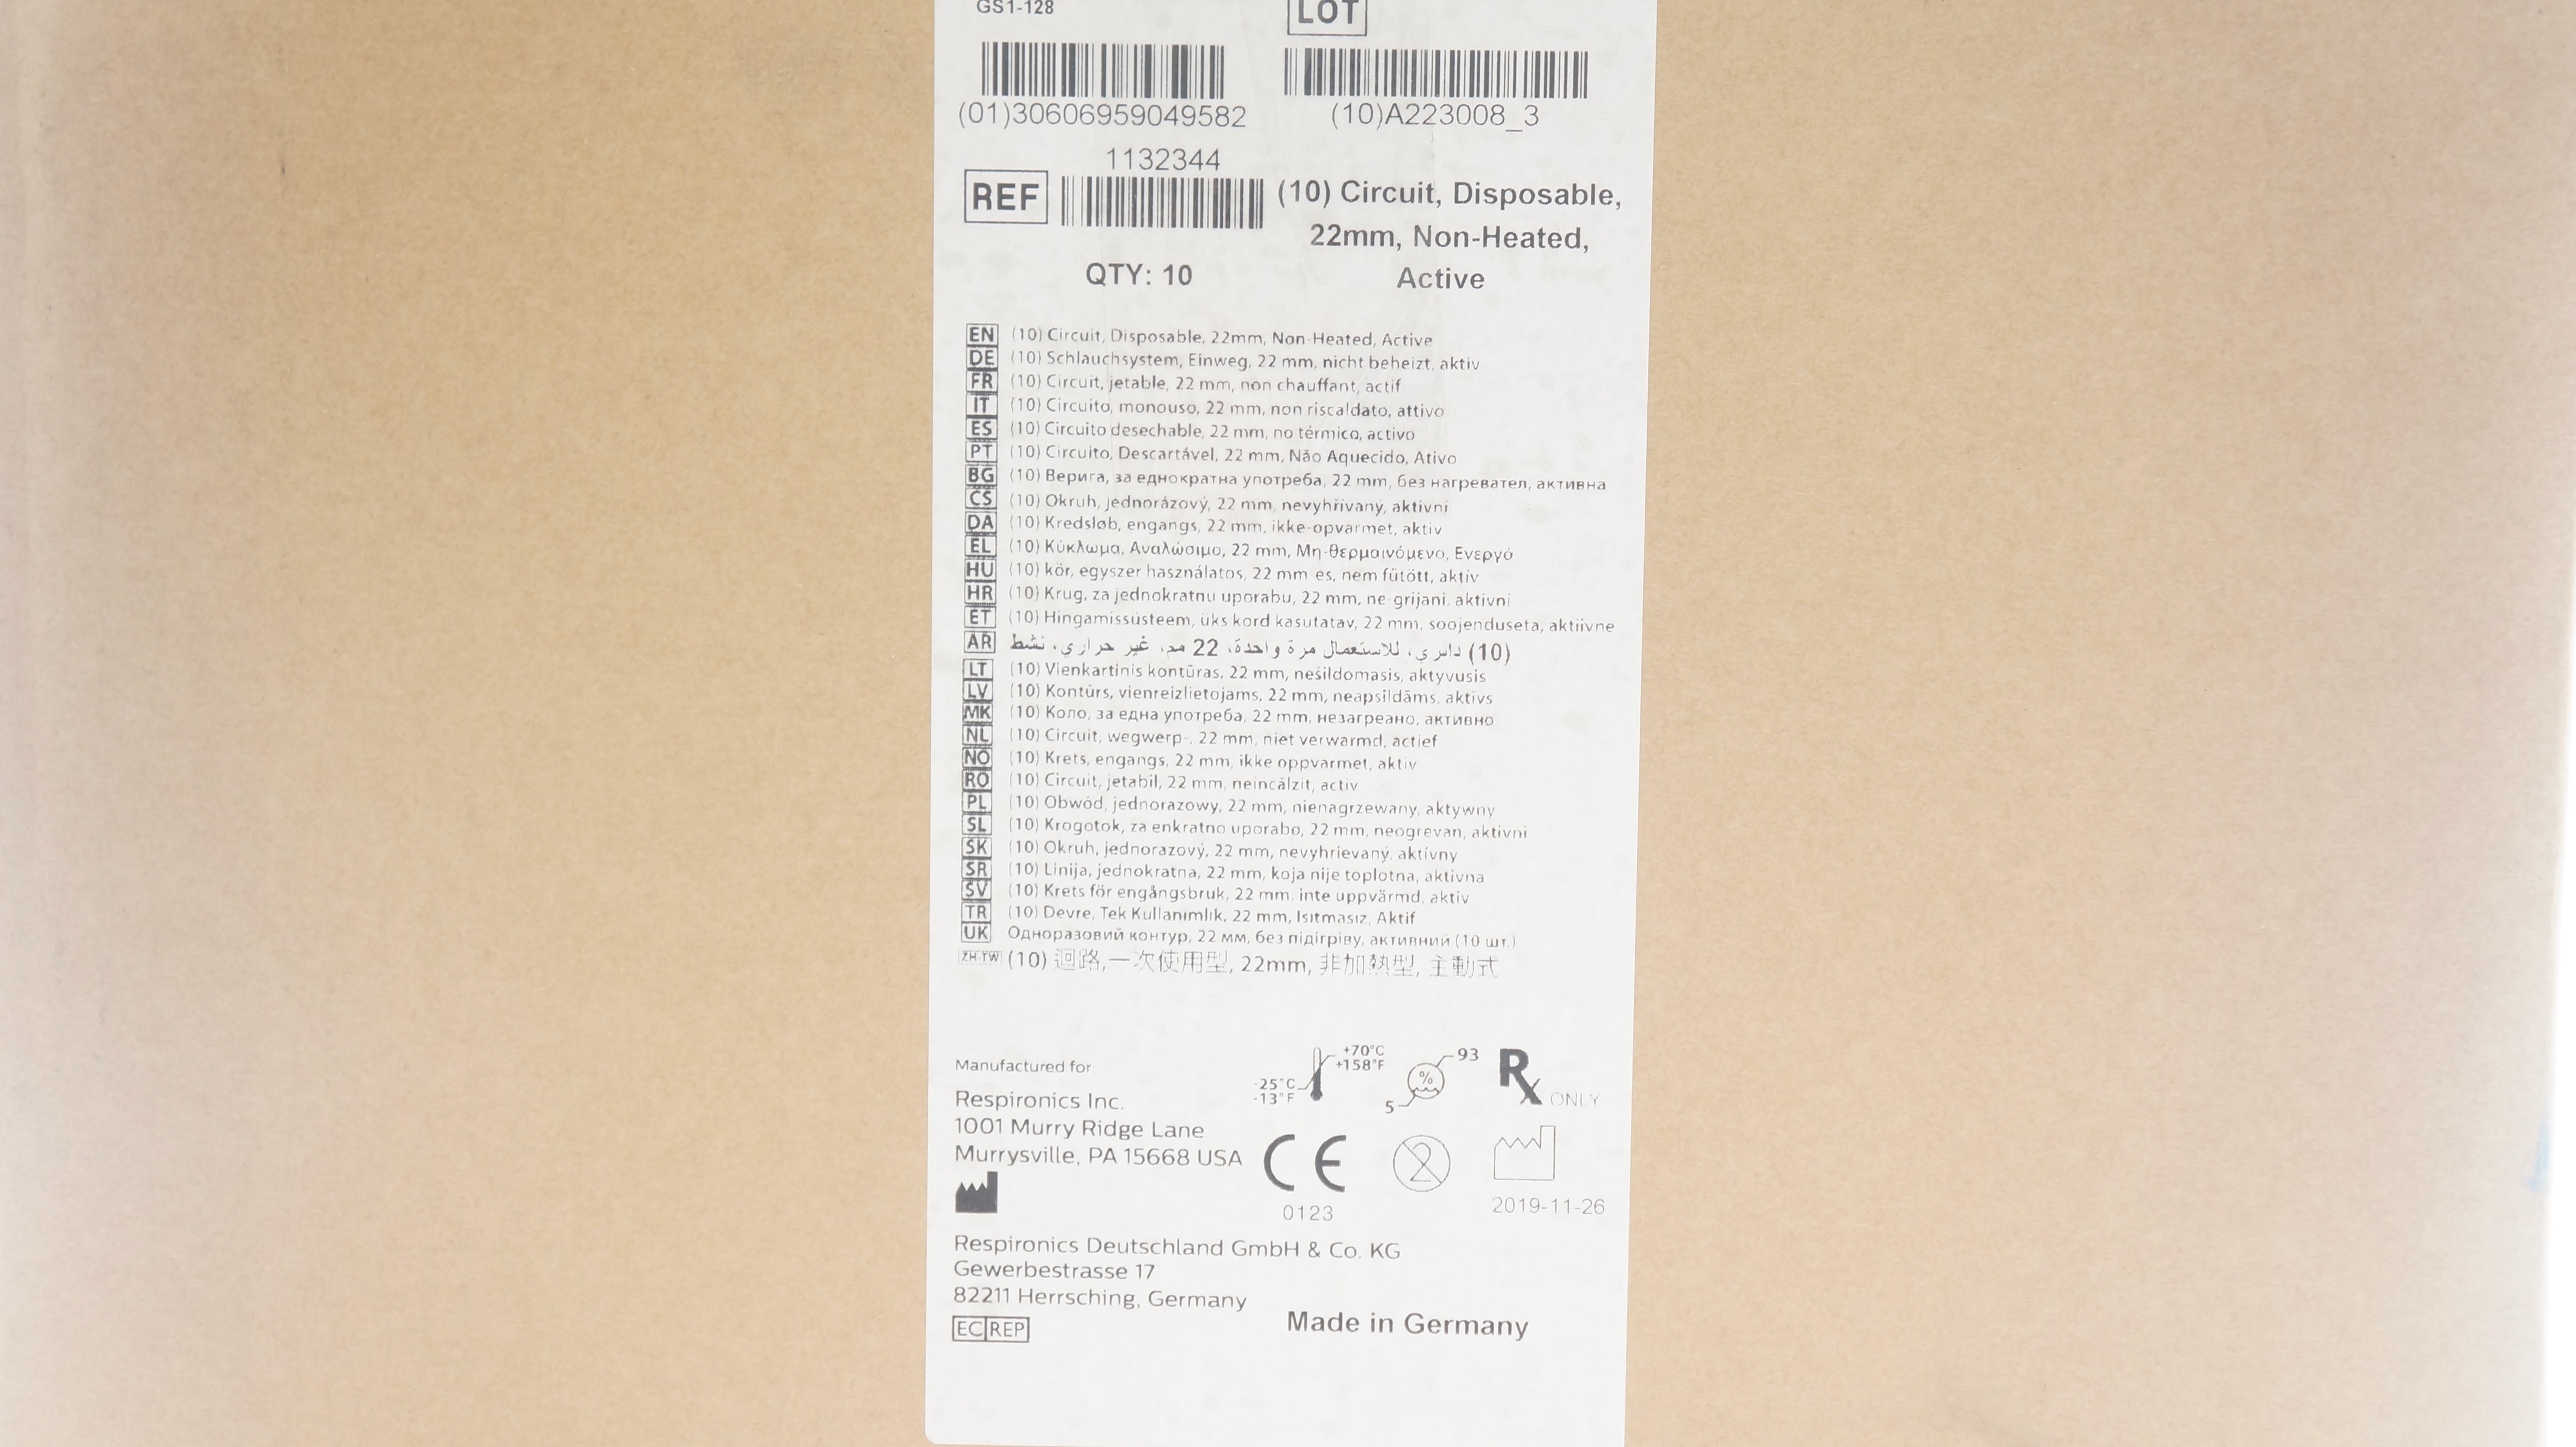 GS1-128
LOT
(01)30606959049582
(10)A223008_3
1132344
REF
(10) Circuit, Disposable,
22mm, Non-Heated,
Active
QTY: 10
EN (10) Circuit, Disposable, 22mm, Non-Heated, Active
DE (10) Schlauchsystem, Einweg, 22 mm, nicht beheizt, aktiv
FR (10) Circuit, jetable, 22 mm, non chauffant, actif
IT (10) Circuito, monouso, 22 mm, non riscaldato, attivo
ES (10) Circuito desechable, 22 mm, no térmico, activo
PT (10) Circuito, Descartável, 22 mm, Não Aquecido, Ativo
BG (10) Верига, за еднократна употреба, 22 mm, без нагревател, активна
CS (10) Okruh, jednorázový, 22 mm, nevyhřívaný, aktivní
DA (10) Kredsløb, engangs, 22 mm, ikke-opvarmet, aktiv
EL (10) Κύκλωμα, Αναλώσιμο, 22 mm, Μη-θερμαινόμενο, Ενεργό
HU (10) kör, egyszer használatos, 22 mm-es, nem fűtött, aktív
HR (10) Krug, za jednokratnu uporabu, 22 mm, ne-grijani, aktivni
ET (10) Hingamissüsteem, üks kord kasutatav, 22 mm, soojenduseta, aktiivne
AR (10) دائري، للاستعمال مرة واحدة، 22 مم، غير حراري، نشط
LT (10) Vienkartinis kontūras, 22 mm, nešildomasis, aktyvusis
LV (10) Kontūrs, vienreizlietojams, 22 mm, neapsildāms, aktīvs
MK (10) Коло, за една употреба, 22 mm, незагреано, активно
NL (10) Circuit, wegwerp-, 22 mm, niet verwarmd, actief
NO (10) Krets, engangs, 22 mm, ikke oppvarmet, aktiv
RO (10) Circuit, jetabil, 22 mm, neincălzit, activ
PL (10) Obwód, jednorazowy, 22 mm, nienagrzewany, aktywny
SL (10) Krogotok, za enkratno uporabo, 22 mm, neogrevan, aktivni
SK (10) Okruh, jednorazový, 22 mm, nevyhrievaný, aktívny
SR (10) Linija, jednokratna, 22 mm, koja nije toplotna, aktivna
SV (10) Krets för engångsbruk, 22 mm, inte uppvärmd, aktiv
TR (10) Devre, Tek Kullanımlık, 22 mm, Isıtmasız, Aktif
UK Одноразовий контур, 22 мм, без підігріву, активний (10 шт.)
ZH-TW (10) 迴路,一次使用型, 22mm, 非加熱型, 主動式
Manufactured for
Respironics Inc.
1001 Murry Ridge Lane
Murrysville, PA 15668 USA
-25°C
-13°F
+70°C
+158°F
%
93
5
Rx ONLY
CE
0123
2
2019-11-26
Respironics Deutschland GmbH & Co. KG
Gewerbestrasse 17
82211 Herrsching, Germany
EC REP
Made in Germany